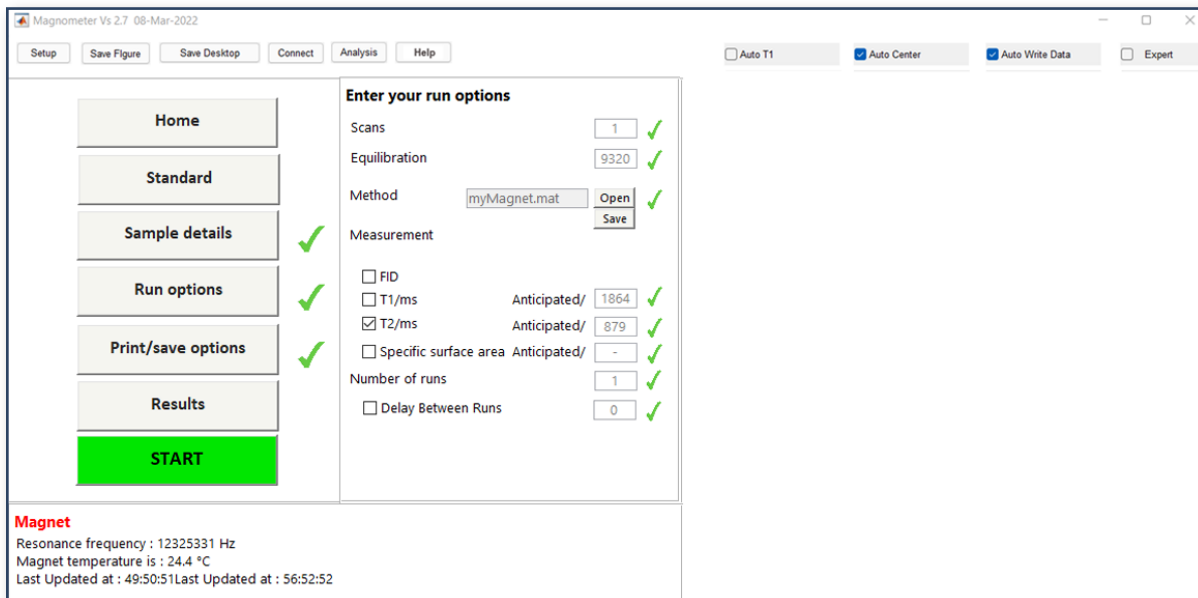 Magnometer Vs 2.7 08-Mar-2022
Setup Save FIgure Save Desktop Connect Analysis Help Auto T1 Auto Center Auto Write Data Expert
Home
Standard
Sample details
Run options
Print/save options
Results
START
Enter your run options
Scans 1
Equilibration 9320
Method myMagnet.mat Open
Save
Measurement
FID
T1/ms Anticipated/ 1864
T2/ms Anticipated/ 879
Specific surface area Anticipated/ -
Number of runs 1
Delay Between Runs 0
Magnet
Resonance frequency : 12325331 Hz
Magnet temperature is : 24.4 °C
Last Updated at : 49:50:51Last Updated at : 56:52:52